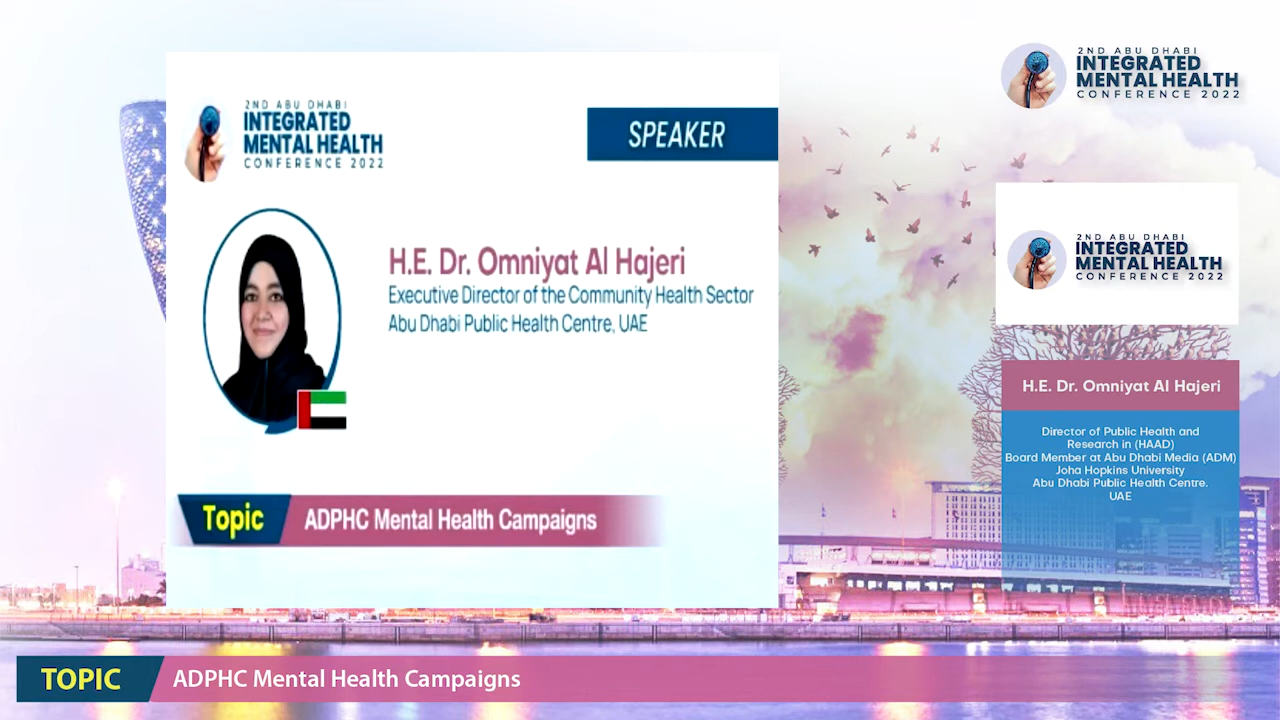 2ND ABU DHABI
INTEGRATED
MENTAL HEALTH
CONFERENCE 2022
SPEAKER
H.E. Dr. Omniyat Al Hajeri
Executive Director of the Community Health Sector
Abu Dhabi Public Health Centre, UAE
Topic
ADPHC Mental Health Campaigns
2ND ABU DHABI
INTEGRATED
MENTAL HEALTH
CONFERENCE 2022
2ND ABU DHABI
INTEGRATED
MENTAL HEALTH
CONFERENCE 2022
H.E. Dr. Omniyat Al Hajeri
Director of Public Health and
Research in (HAAD)
Board Member at Abu Dhabi Media (ADM)
Joha Hopkins University
Abu Dhabi Public Health Centre.
UAE
TOPIC
ADPHC Mental Health Campaigns